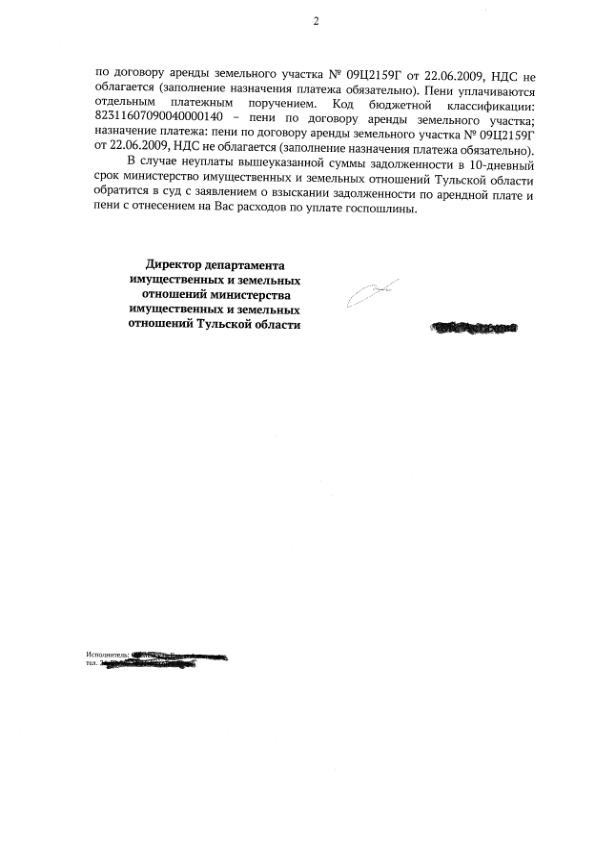 2
по договору аренды земельного участка № 09Ц2159Г от 22.06.2009, НДС не
облагается (заполнение назначения платежа обязательно). Пени уплачиваются
отдельным платежным поручением. Код бюджетной классификации:
82311607090040000140 – пени по договору аренды земельного участка;
назначение платежа: пени по договору аренды земельного участка № 09Ц2159Г
от 22.06.2009, НДС не облагается (заполнение назначения платежа обязательно).
В случае неуплаты вышеуказанной суммы задолженности в 10-дневный
срок министерство имущественных и земельных отношений Тульской области
обратится в суд с заявлением о взыскании задолженности по арендной плате и
пени с отнесением на Вас расходов по уплате госпошлины.
Директор департамента
имущественных и земельных
отношений министерства
имущественных и земельных
отношений Тульской области
Исполнитель:
тел.